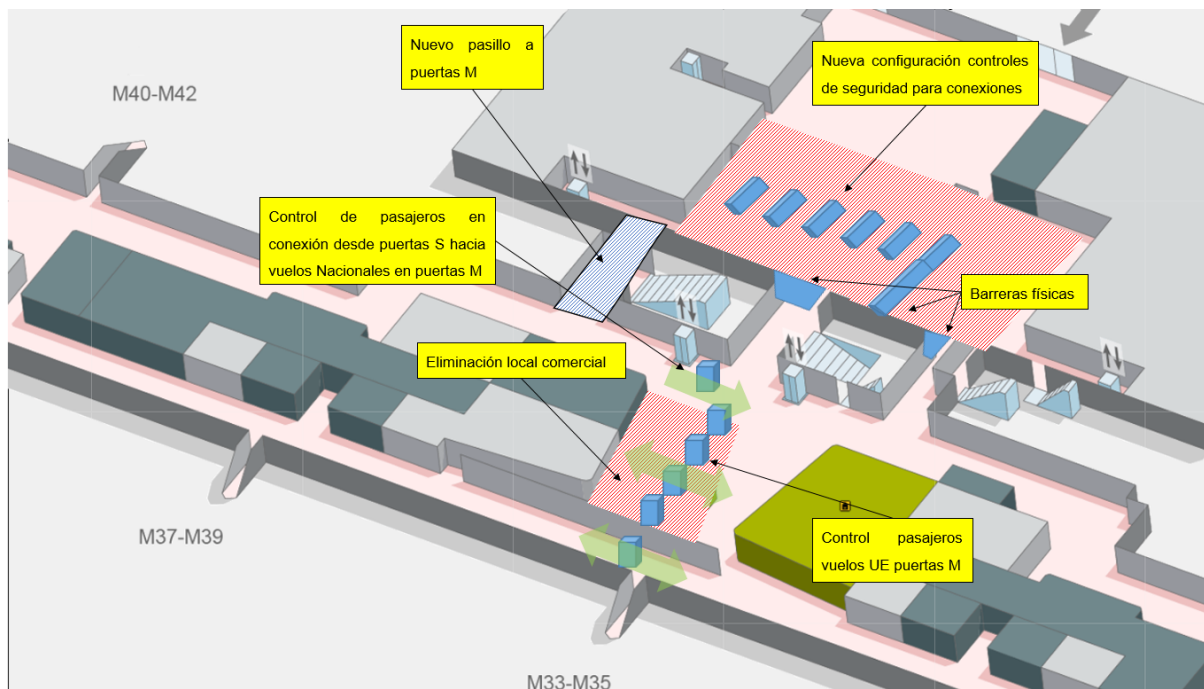 Nuevo pasillo a
puertas M
Nueva configuración controles
de seguridad para conexiones
M40-M42
Control de pasajeros en
conexión desde puertas S hacia
vuelos Nacionales en puertas M
Barreras físicas
Eliminación local comercial
M37-M39
Control pasajeros
vuelos UE puertas M
M33-M35